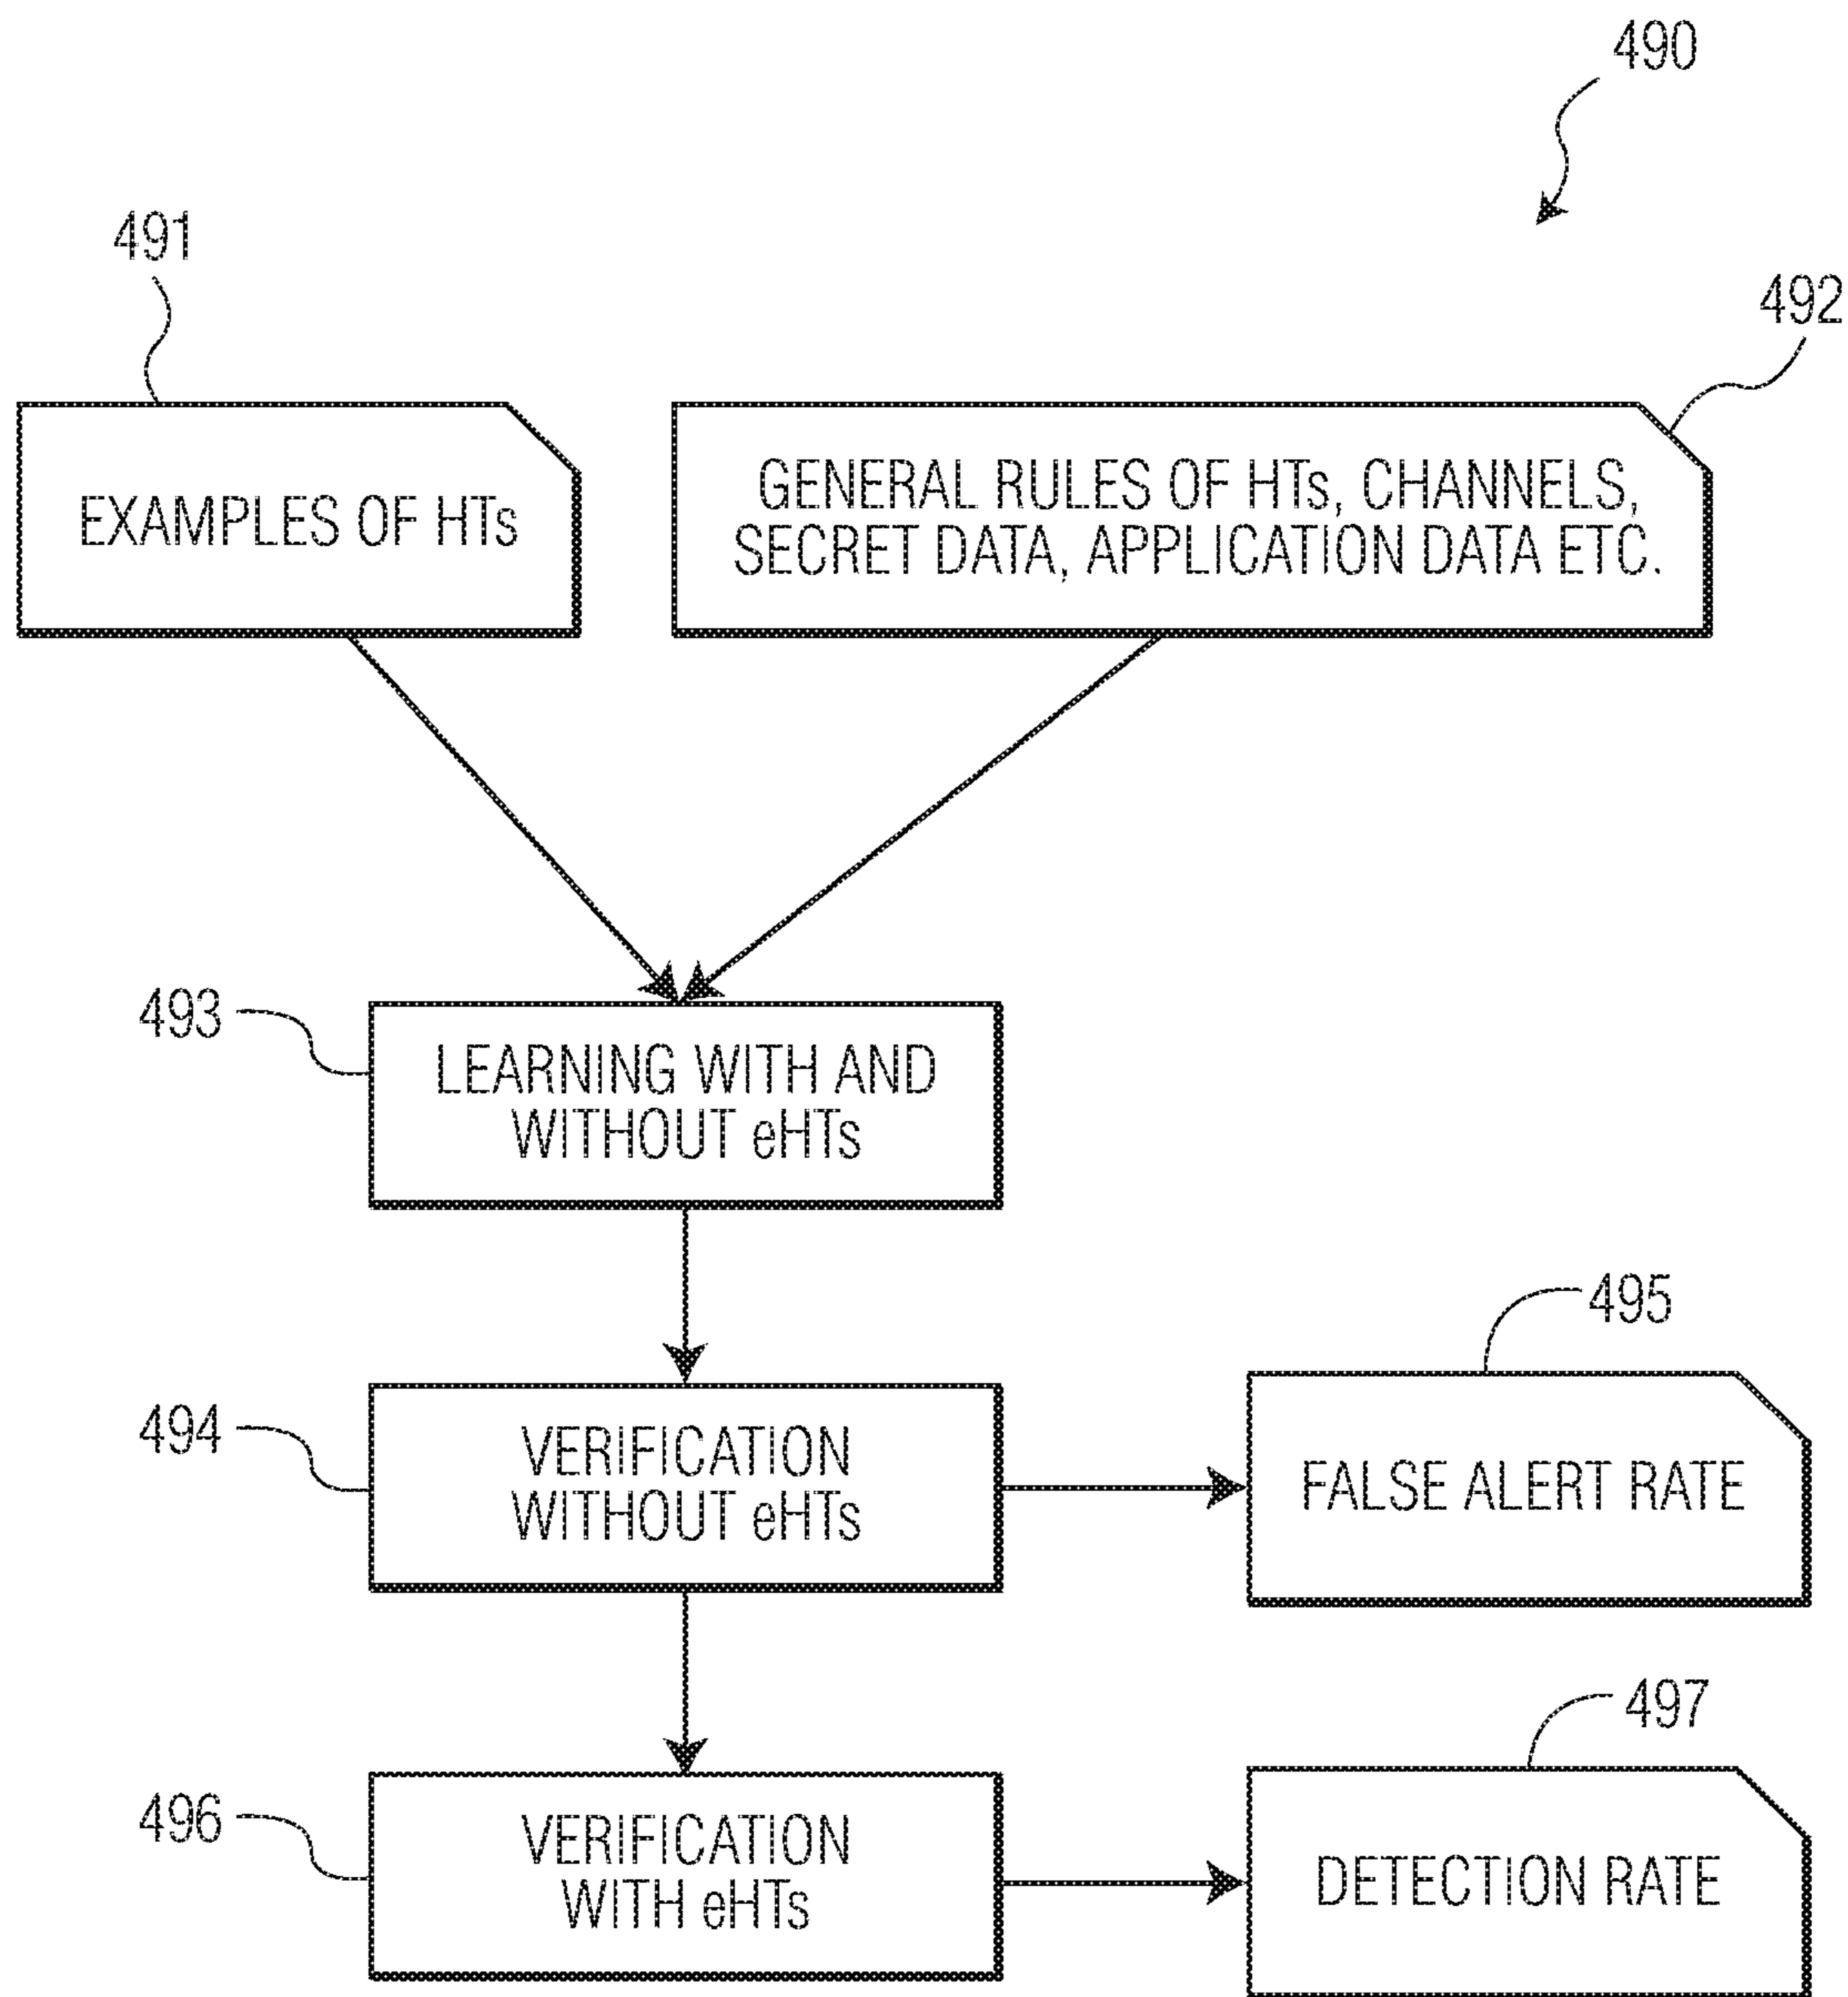 490
491
492
EXAMPLES OF HTs
GENERAL RULES OF HTs, CHANNELS,
SECRET DATA, APPLICATION DATA ETC.
493
LEARNING WITH AND
WITHOUT eHTs
495
494
VERIFICATION
WITHOUT eHTs
FALSE ALERT RATE
497
496
VERIFICATION
WITH eHTs
DETECTION RATE